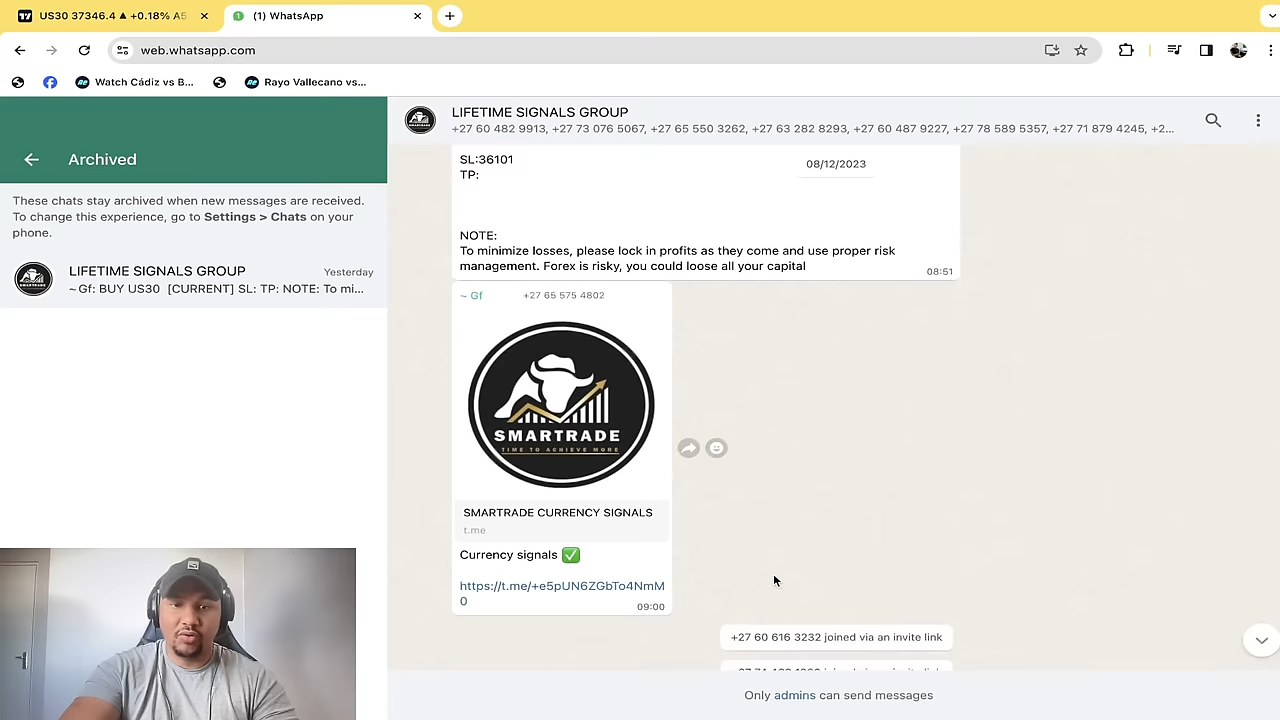 US30 37346.4 ▲ +0.18% A5
(1) WhatsApp
web.whatsapp.com
Watch Cádiz vs B...
Rayo Vallecano vs...
Archived
These chats stay archived when new messages are received.
To change this experience, go to Settings > Chats on your
phone.
LIFETIME SIGNALS GROUP
Yesterday
~ Gf: BUY US30 [CURRENT] SL: TP: NOTE: To mi...
LIFETIME SIGNALS GROUP
+27 60 482 9913, +27 73 076 5067, +27 65 550 3262, +27 63 282 8293, +27 60 487 9227, +27 78 589 5357, +27 71 879 4245, +2...
SL:36101
TP:
08/12/2023
NOTE:
To minimize losses, please lock in profits as they come and use proper risk
management. Forex is risky, you could loose all your capital
08:51
~ Gf
+27 65 575 4802
SMARTRADE
TIME TO ACHIEVE MORE
SMARTRADE CURRENCY SIGNALS
t.me
Currency signals ✅
https://t.me/+e5pUN6ZGbTo4NmM
0
09:00
+27 60 616 3232 joined via an invite link
Only admins can send messages